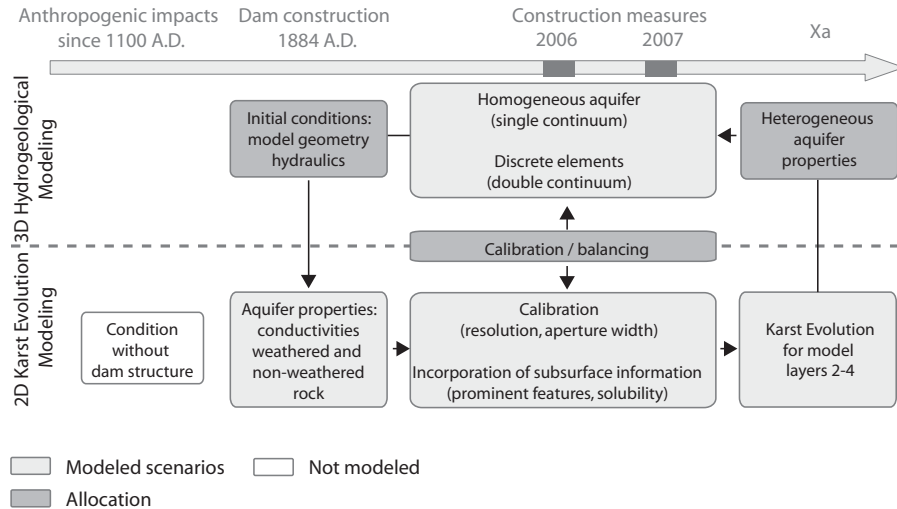 Anthropogenic impacts
since 1100 A.D.
Dam construction
1884 A.D.
Construction measures
2006
2007
Xa
3D Hydrogeological
Modeling
Initial conditions:
model geometry
hydraulics
Homogeneous aquifer
(single continuum)
Discrete elements
(double continuum)
Heterogeneous
aquifer
properties
Calibration / balancing
2D Karst Evolution
Modeling
Condition
without
dam structure
Aquifer properties:
conductivities
weathered and
non-weathered
rock
Calibration
(resolution, aperture width)
Incorporation of subsurface information
(prominent features, solubility)
Karst Evolution
for model
layers 2-4
Modeled scenarios
Not modeled
Allocation